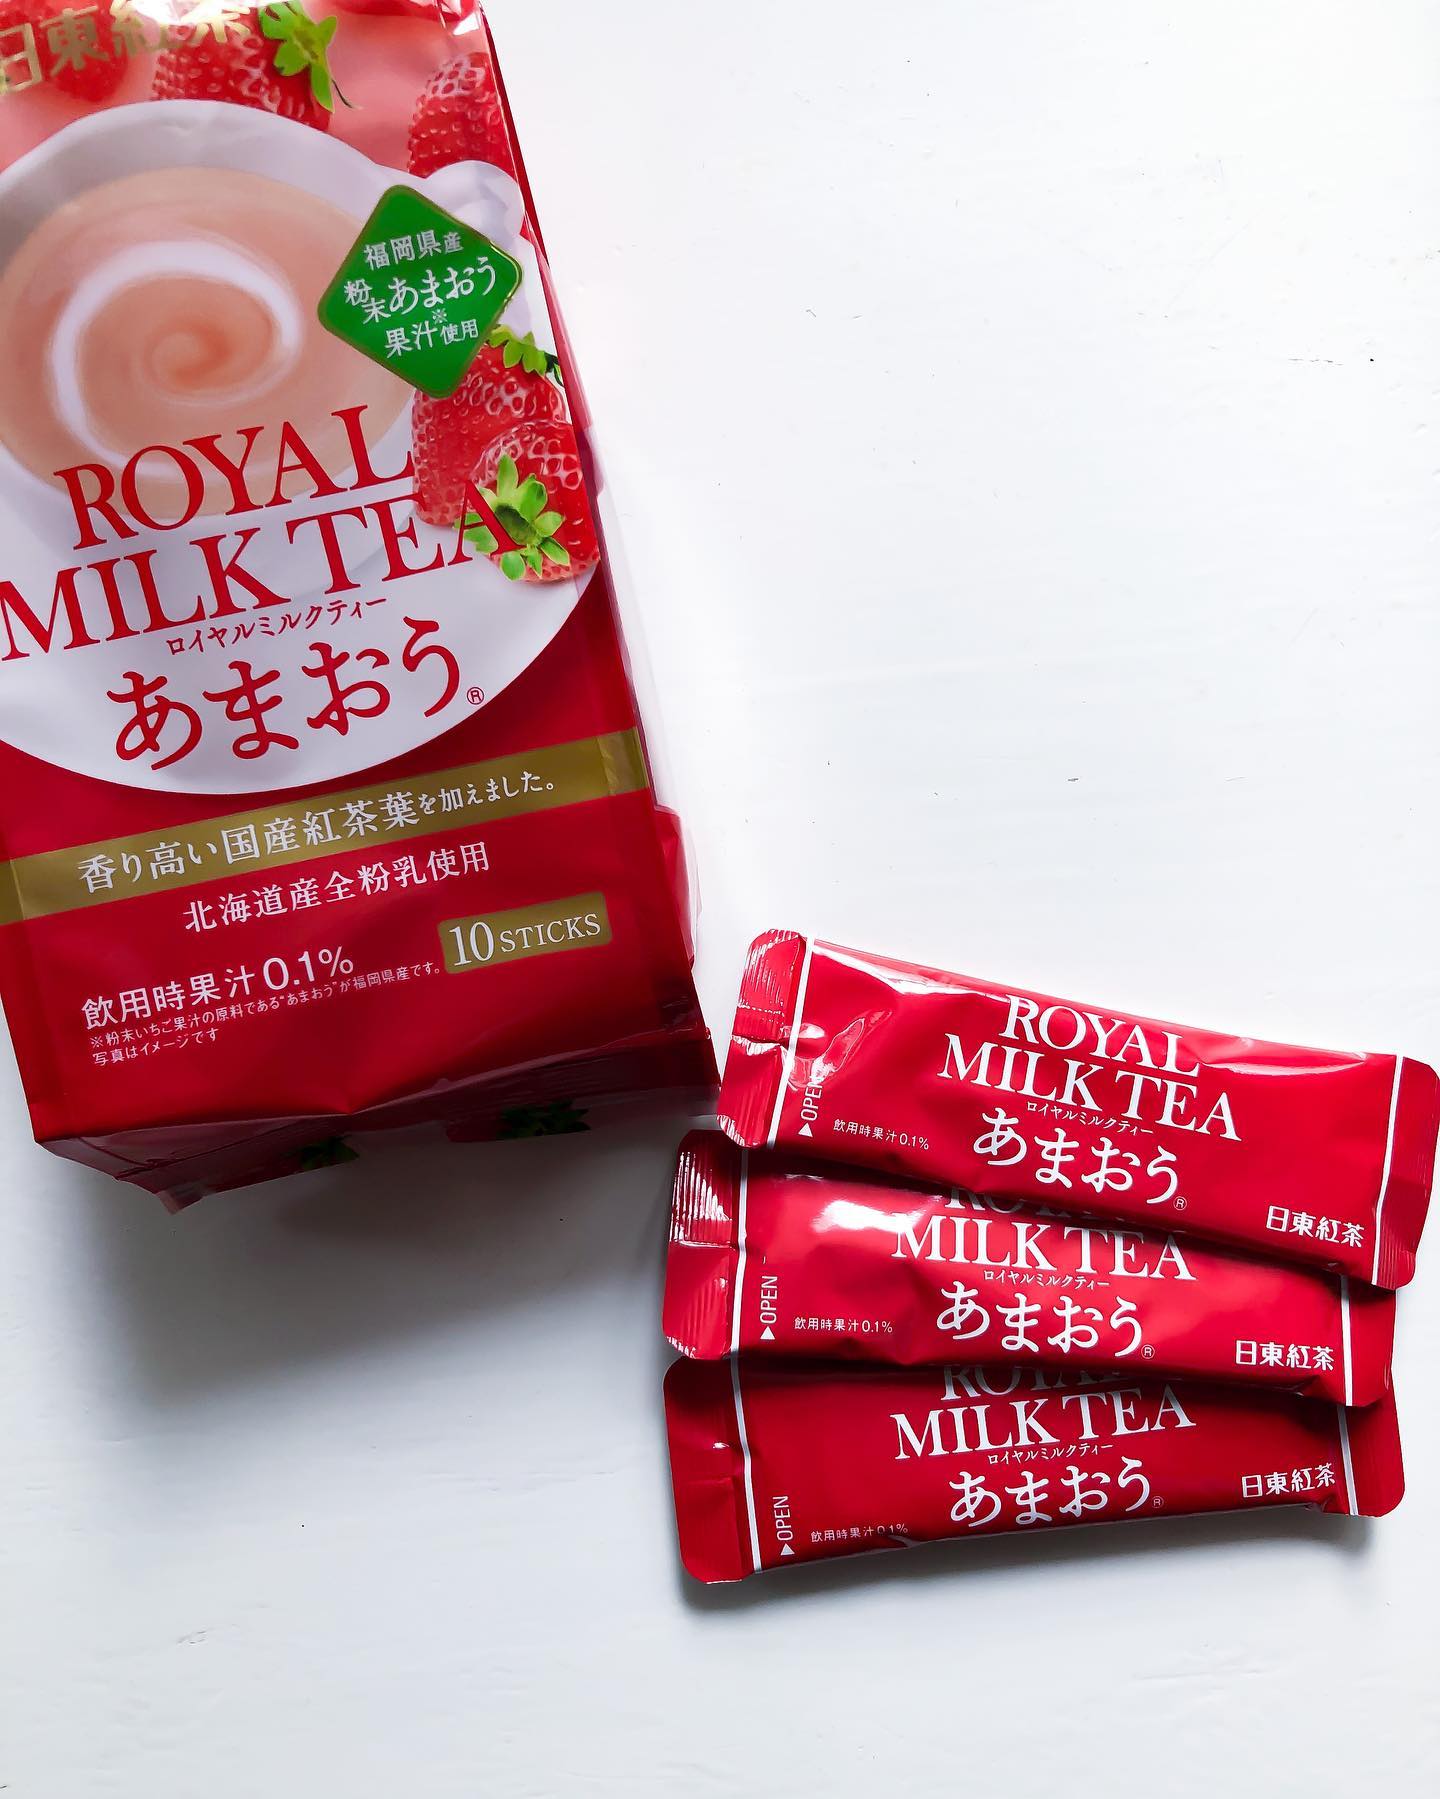 日東紅茶
福岡県産
粉末あまおう※
果汁使用
ROYAL
MILK TEA
ロイヤルミルクティー
あまおう®
香り高い国産紅茶葉を加えました。
北海道産全粉乳使用
10 STICKS
飲用時果汁0.1%
※粉末いちご果汁の原料である“あまおう”が福岡県産です。
写真はイメージです
ROYAL
MILK TEA
ロイヤルミルクティー
あまおう®
▲OPEN
飲用時果汁0.1%
日東紅茶
ROYAL
MILK TEA
ロイヤルミルクティー
あまおう®
▲OPEN
飲用時果汁0.1%
日東紅茶
ROYAL
MILK TEA
ロイヤルミルクティー
あまおう®
▲OPEN
飲用時果汁0.1%
日東紅茶